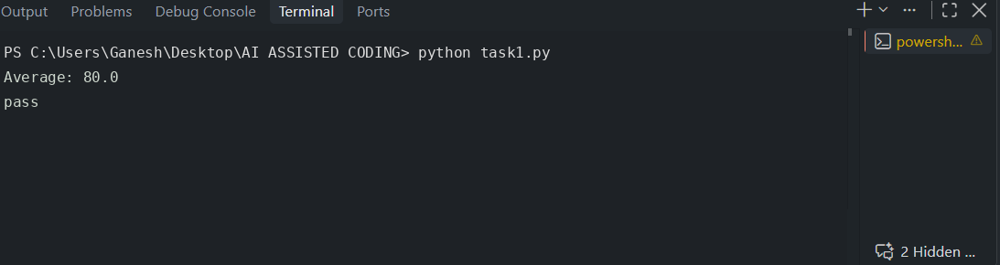 Output Problems Debug Console Terminal Ports
PS C:\Users\Ganesh\Desktop\AI ASSISTED CODING> python task1.py
Average: 80.0
pass
powersh...
2 Hidden ...